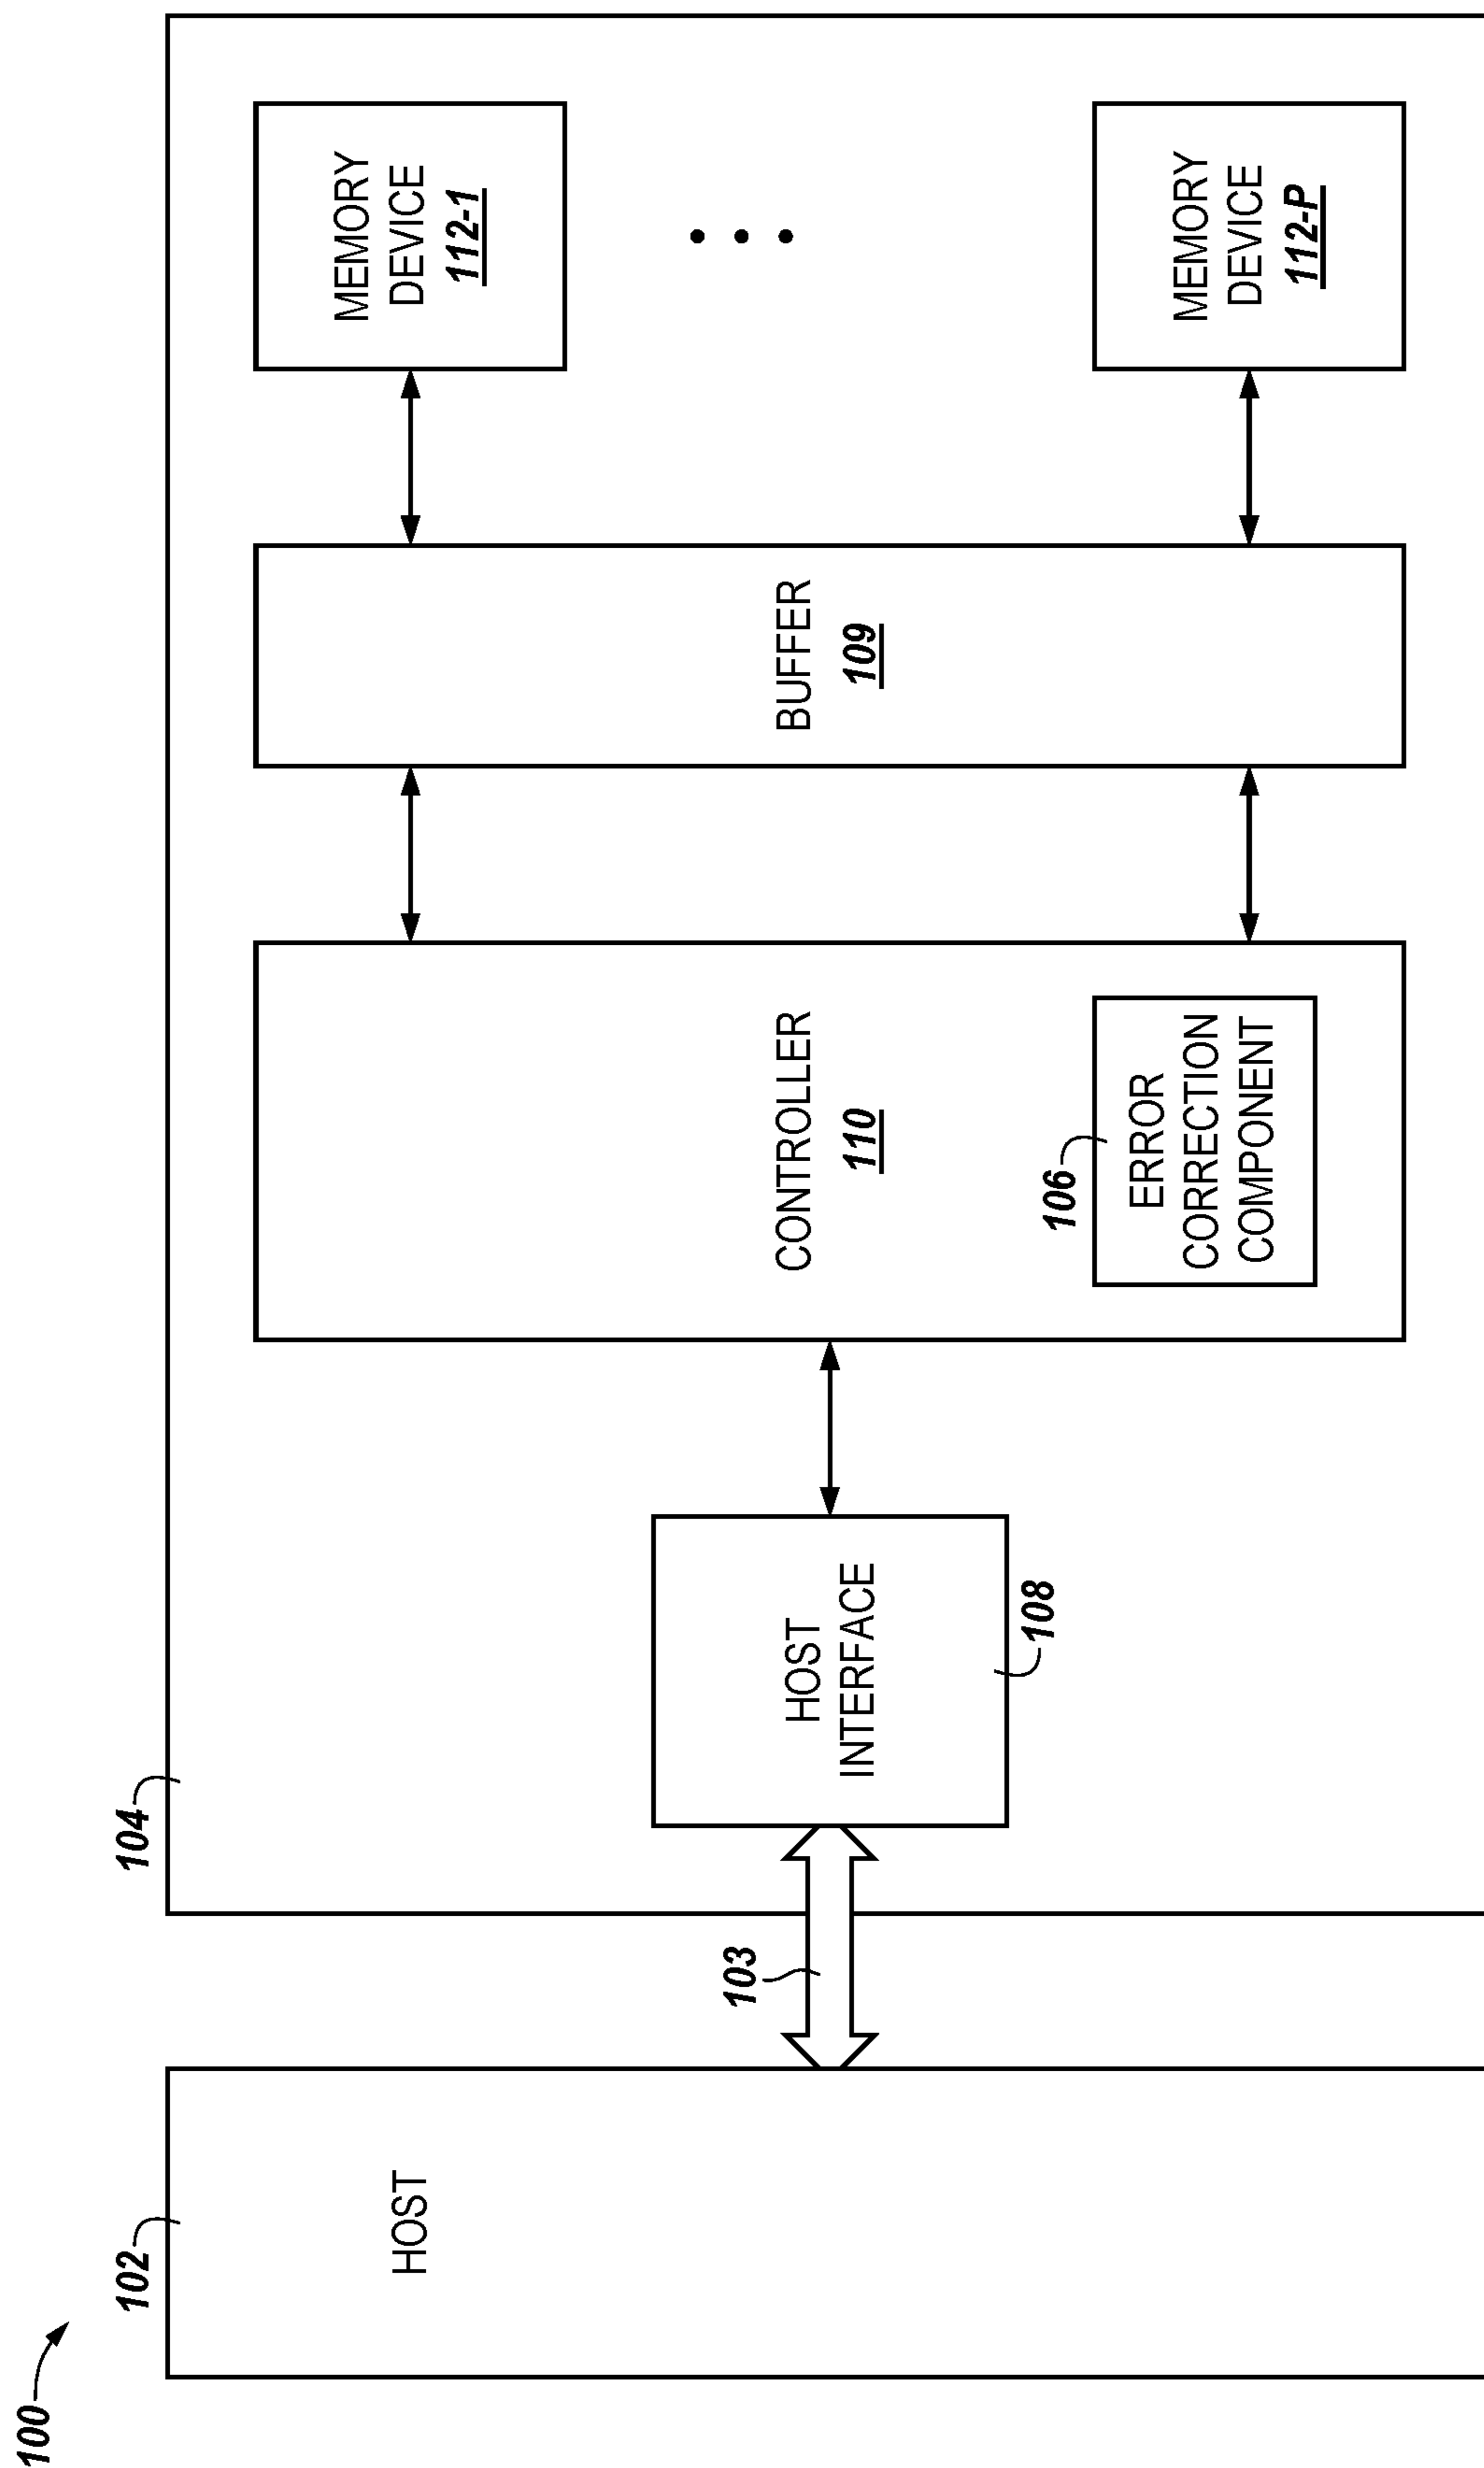 100
102
HOST
103
104
HOST
INTERFACE
108
CONTROLLER
110
106
ERROR
CORRECTION
COMPONENT
BUFFER
109
MEMORY
DEVICE
112-1
MEMORY
DEVICE
112-P